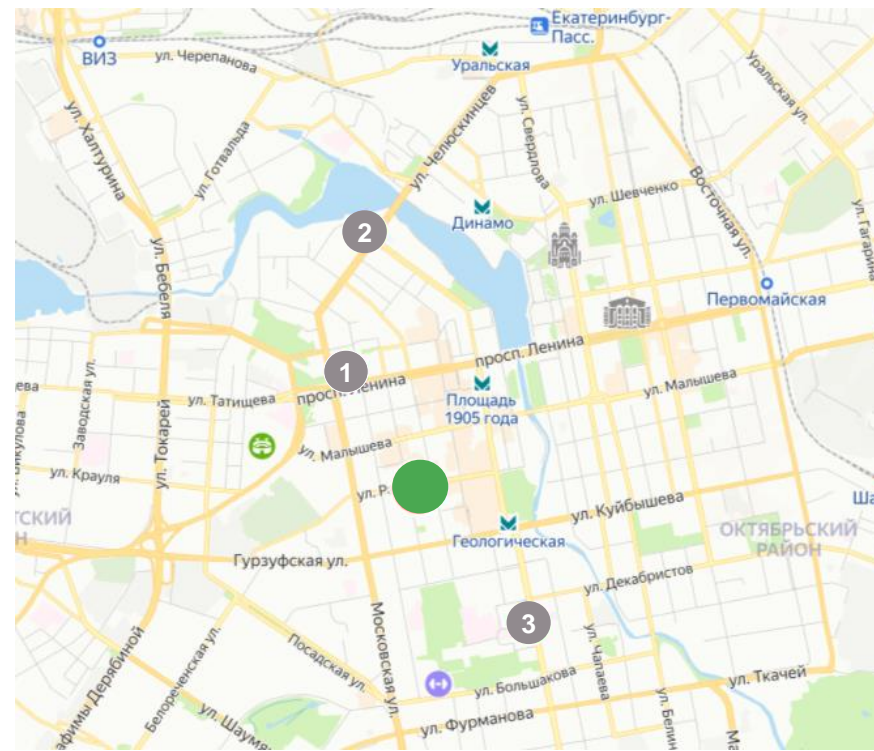 Екатеринбург-
Пасс.
ВИЗ
ул. Черепанова
Уральская
Уральская ул.
ул. Челюскинцев
ул. Свердлова
ул. Халтурина
ул. Готвальда
Восточная ул.
ул. Шевченко
ул. Гагарина
Динамо
2
ул. Бебеля
Первомайская
просп. Ленина
1
просп. Ленина
Площадь
1905 года
ул. Малышева
ул. Татищева
Заводская ул.
ул. Токарей
ул. Малышева
ул. Крауля
ул. Р
ул. Куйбышева
Геологическая
ОКТЯБРЬСКИЙ
РАЙОН
Гурзуфская ул.
ул. Декабристов
3
Московская ул.
Посадская ул.
Белореченская ул.
ул. Чапаева
ул. Большакова
ул. Ткачей
ул. Фурманова